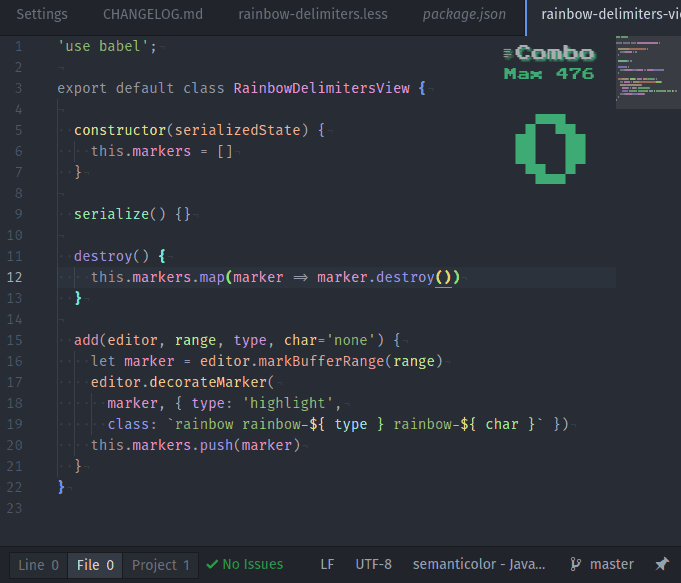 Settings CHANGELOG.md rainbow-delimiters.less package.json rainbow-delimiters-vi
Combo
Max 476
0
1 'use babel';
2
3 export default class RainbowDelimitersView {
4
5 constructor(serializedState) {
6 this.markers = []
7 }
8
9 serialize() {}
10
11 destroy() {
12 this.markers.map(marker => marker.destroy())
13 }
14
15 add(editor, range, type, char='none') {
16 let marker = editor.markBufferRange(range)
17 editor.decorateMarker(
18 marker, { type: 'highlight',
19 class: `rainbow rainbow-${ type } rainbow-${ char }` })
20 this.markers.push(marker)
21 }
22 }
23
Line 0 File 0 Project 1 No Issues LF UTF-8 semanticolor - Java... master